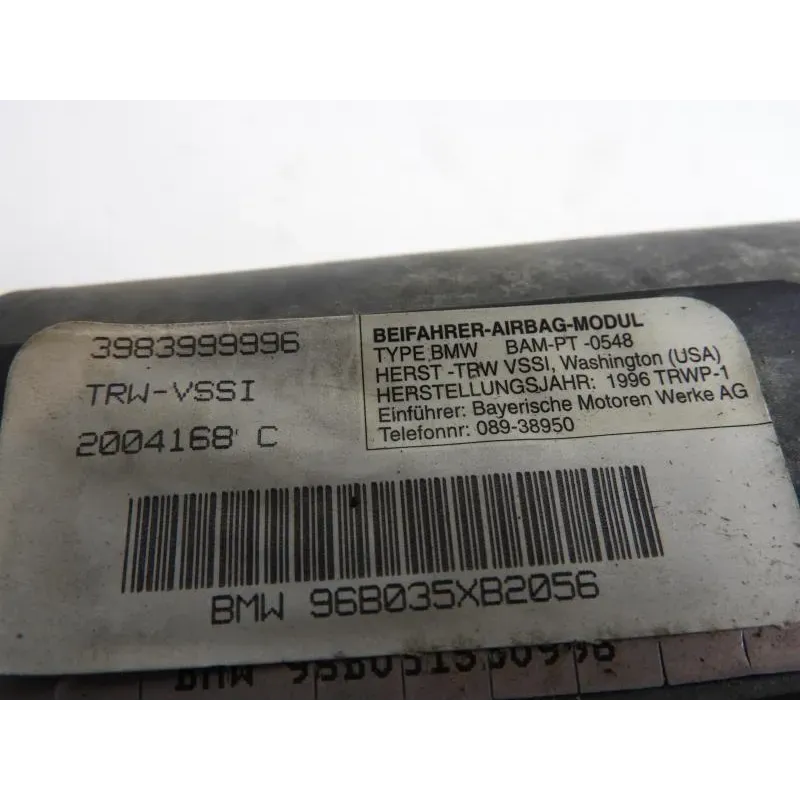 3983999996
TRW-VSSI
2004168 C
BEIFAHRER-AIRBAG-MODUL
TYPE BMW BAM-PT -0548
HERST -TRW VSSI, Washington (USA)
HERSTELLUNGSJAHR: 1996 TRWP-1
Einführer: Bayerische Motoren Werke AG
Telefonnr: 089-38950
BMW 96B035XB2056
BMW